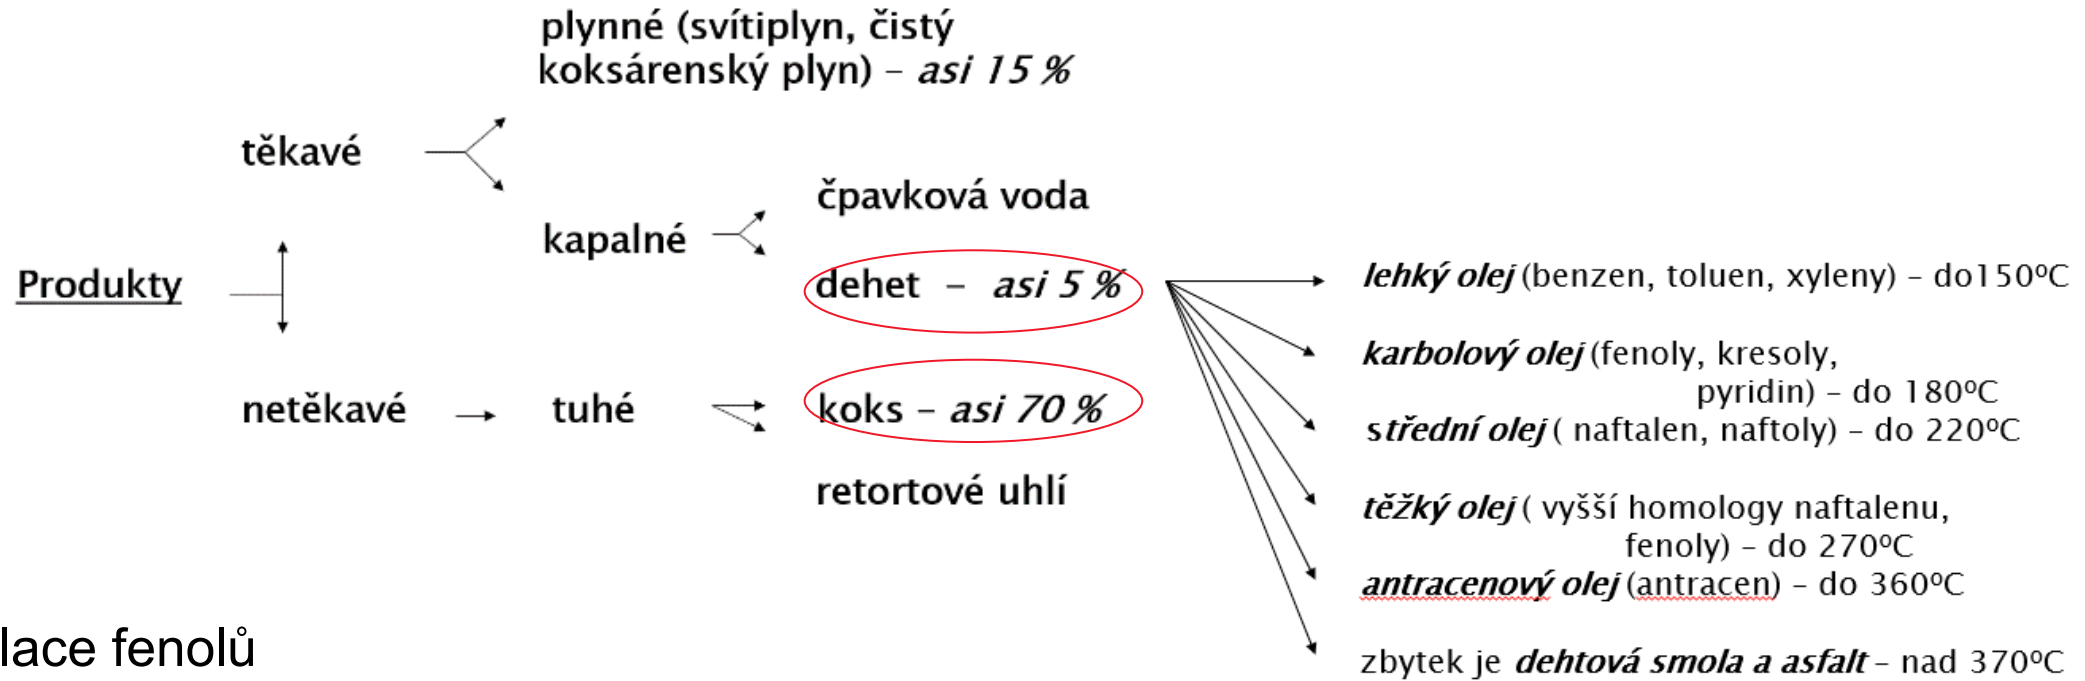 plynné (svítiplyn, čistý
koksárenský plyn) – asi 15 %
těkavé
čpavková voda
kapalné
Produkty
dehet – asi 5 %
netěkavé
tuhé
koks – asi 70 %
retortové uhlí
lehký olej (benzen, toluen, xyleny) – do150ºC
karbolový olej (fenoly, kresoly,
pyridin) – do 180ºC
střední olej ( naftalen, naftoly) – do 220ºC
těžký olej ( vyšší homology naftalenu,
fenoly) – do 270ºC
antracenový olej (antracen) – do 360ºC
zbytek je dehtová smola a asfalt – nad 370ºC
lace fenolů